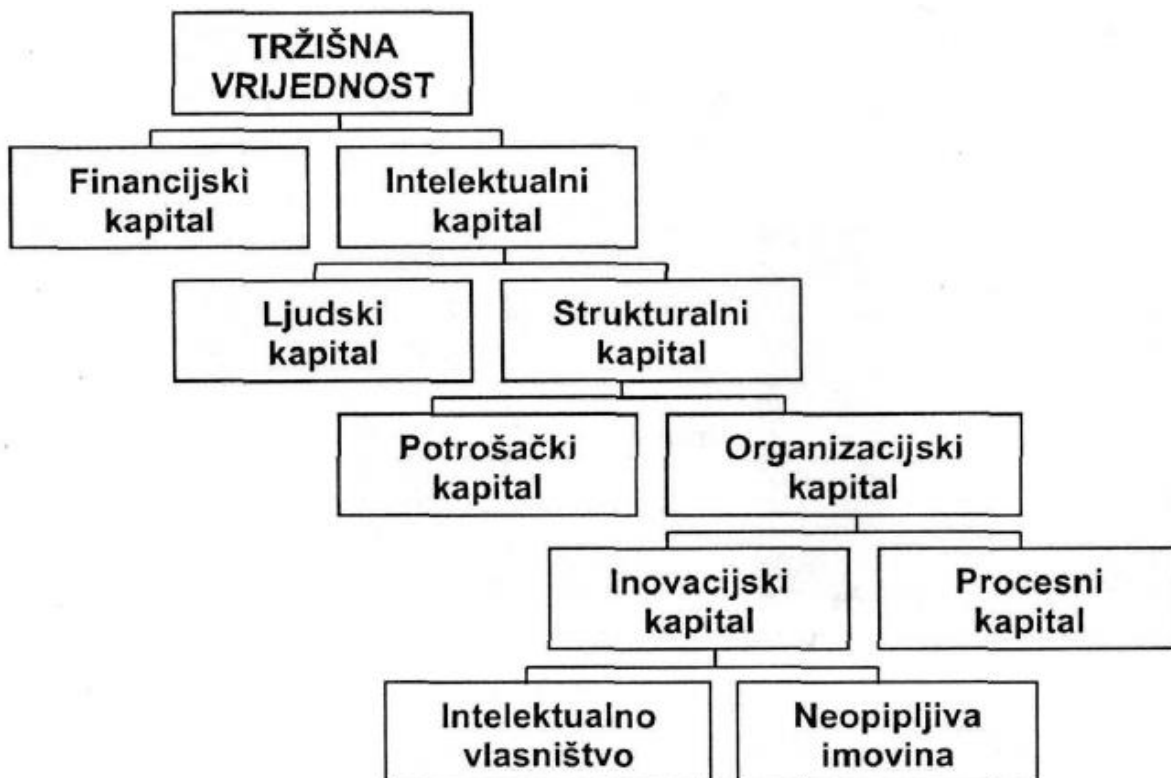 TRŽIŠNA
VRIJEDNOST
Financijski
kapital
Intelektualni
kapital
Ljudski
kapital
Strukturalni
kapital
Potrošački
kapital
Organizacijski
kapital
Inovacijski
kapital
Procesni
kapital
Intelektualno
vlasništvo
Neopipljiva
imovina